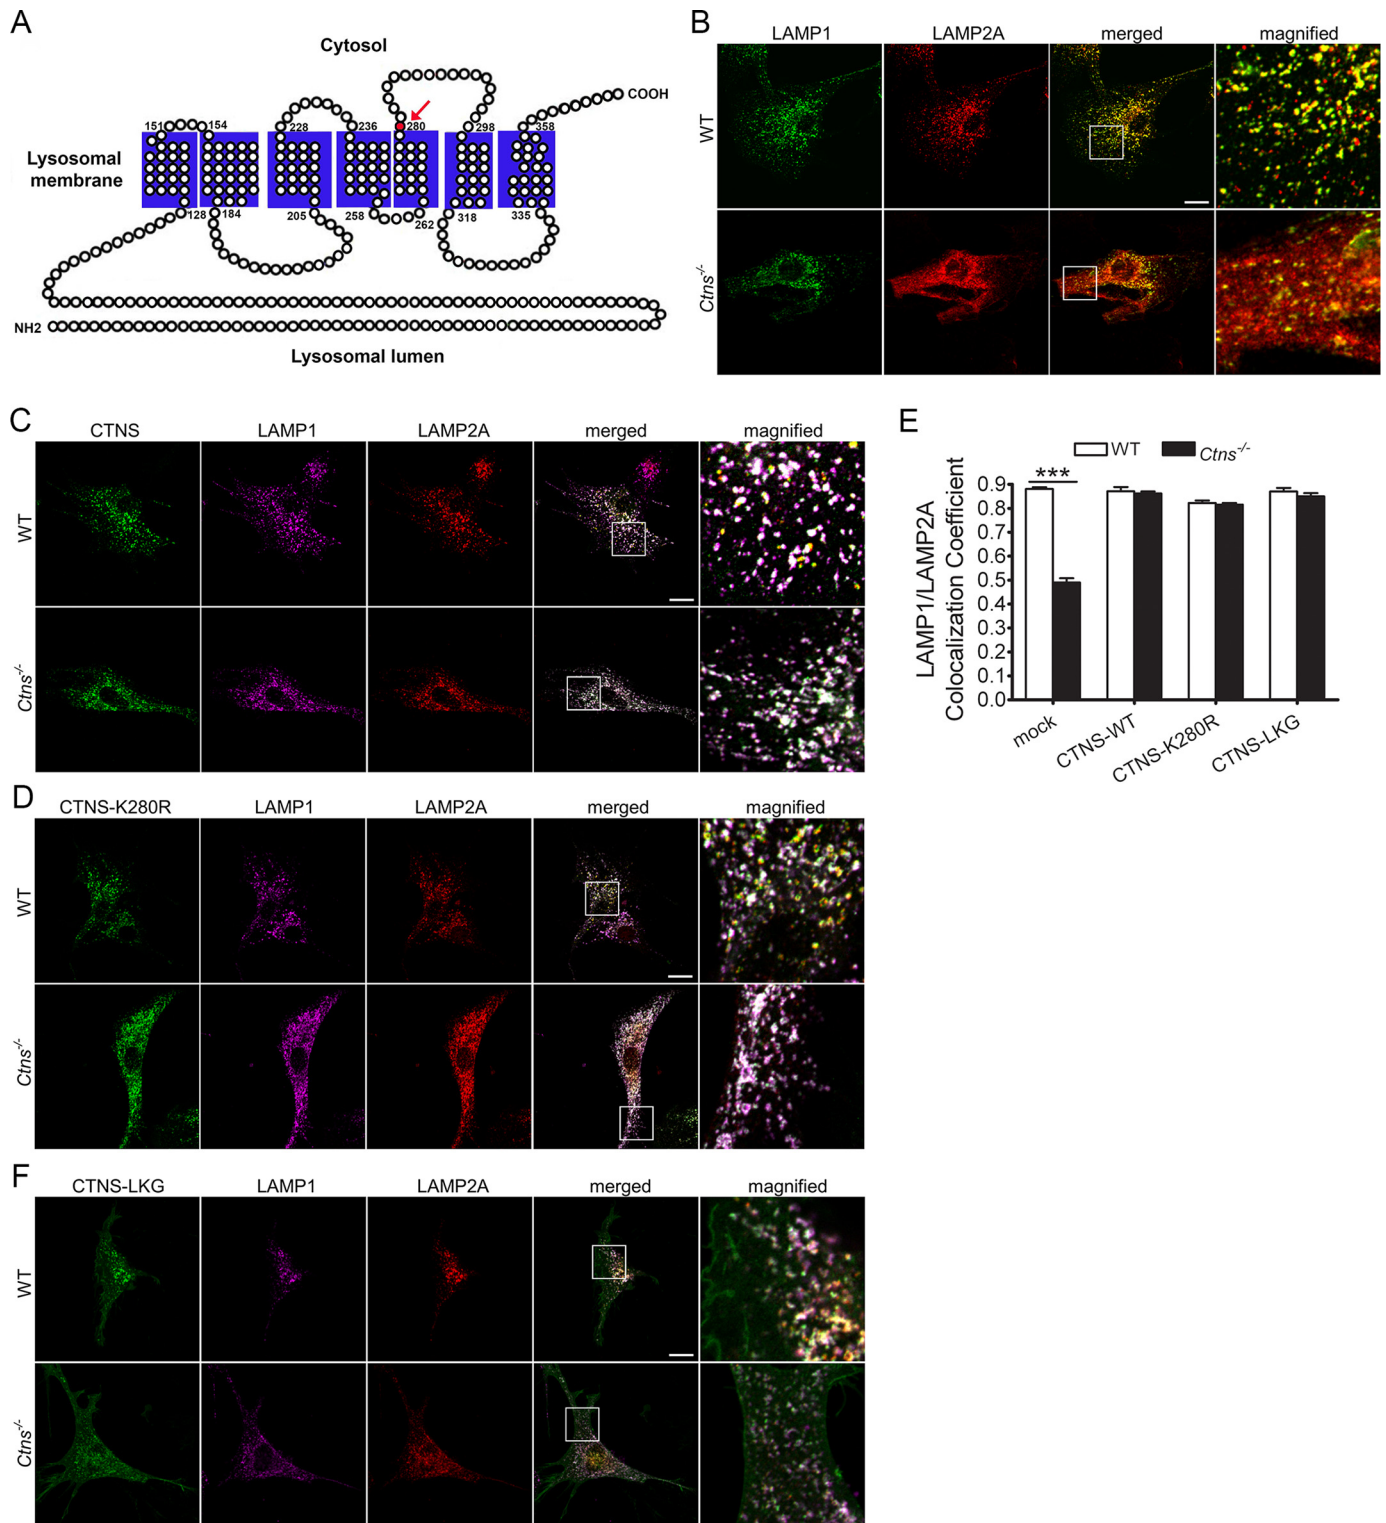 A
Cytosol
COOH
151
154
228
236
280
298
358
Lysosomal
membrane
128
184
205
258
262
318
335
NH2
Lysosomal lumen
B
LAMP1
LAMP2A
merged
magnified
WT
Ctns-/-
C
CTNS
LAMP1
LAMP2A
merged
magnified
WT
Ctns-/-
D
CTNS-K280R
LAMP1
LAMP2A
merged
magnified
WT
Ctns-/-
E
WT
Ctns-/-
***
LAMP1/LAMP2A
Colocalization Coefficient
0.9
0.8
0.7
0.6
0.5
0.4
0.3
0.2
0.1
0.0
mock
CTNS-WT
CTNS-K280R
CTNS-LKG
F
CTNS-LKG
LAMP1
LAMP2A
merged
magnified
WT
Ctns-/-